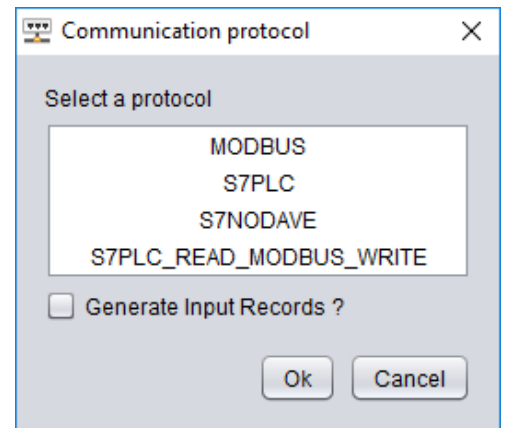 Communication protocol
Select a protocol
MODBUS
S7PLC
S7NODAVE
S7PLC_READ_MODBUS_WRITE
Generate Input Records ?
Ok Cancel